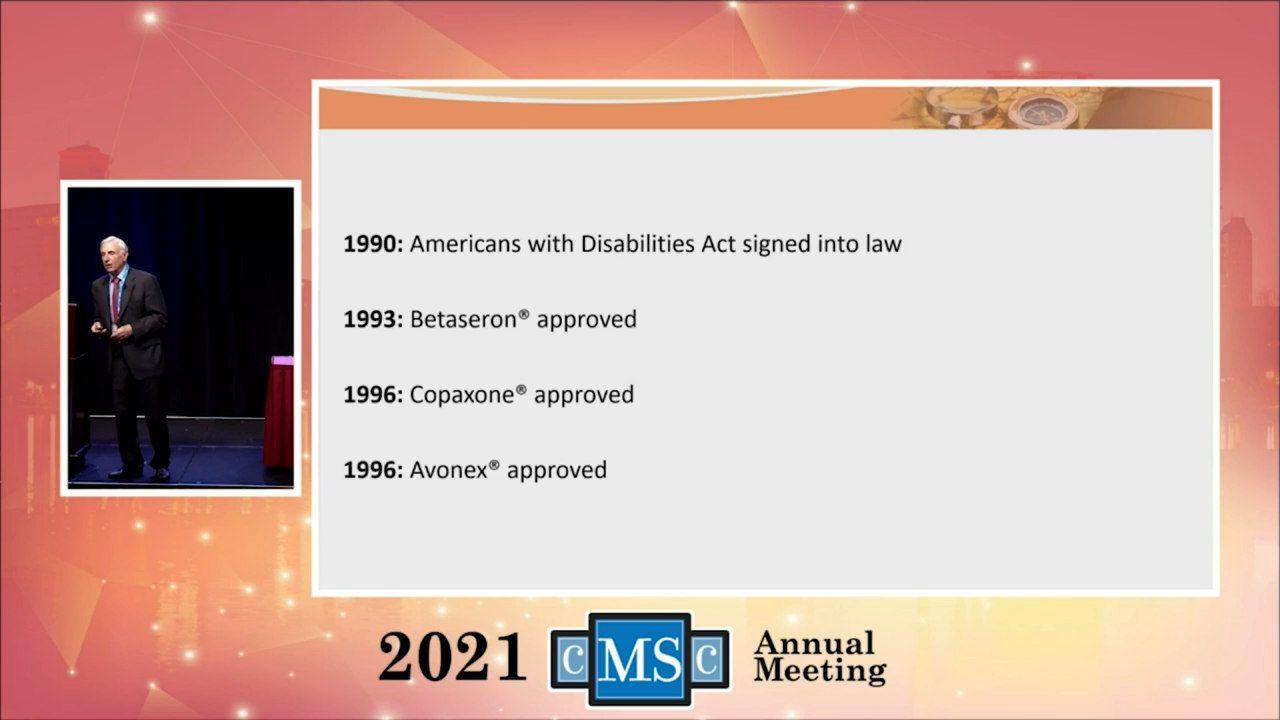 1990: Americans with Disabilities Act signed into law
1993: Betaseron® approved
1996: Copaxone® approved
1996: Avonex® approved
2021 CMSC Annual
Meeting